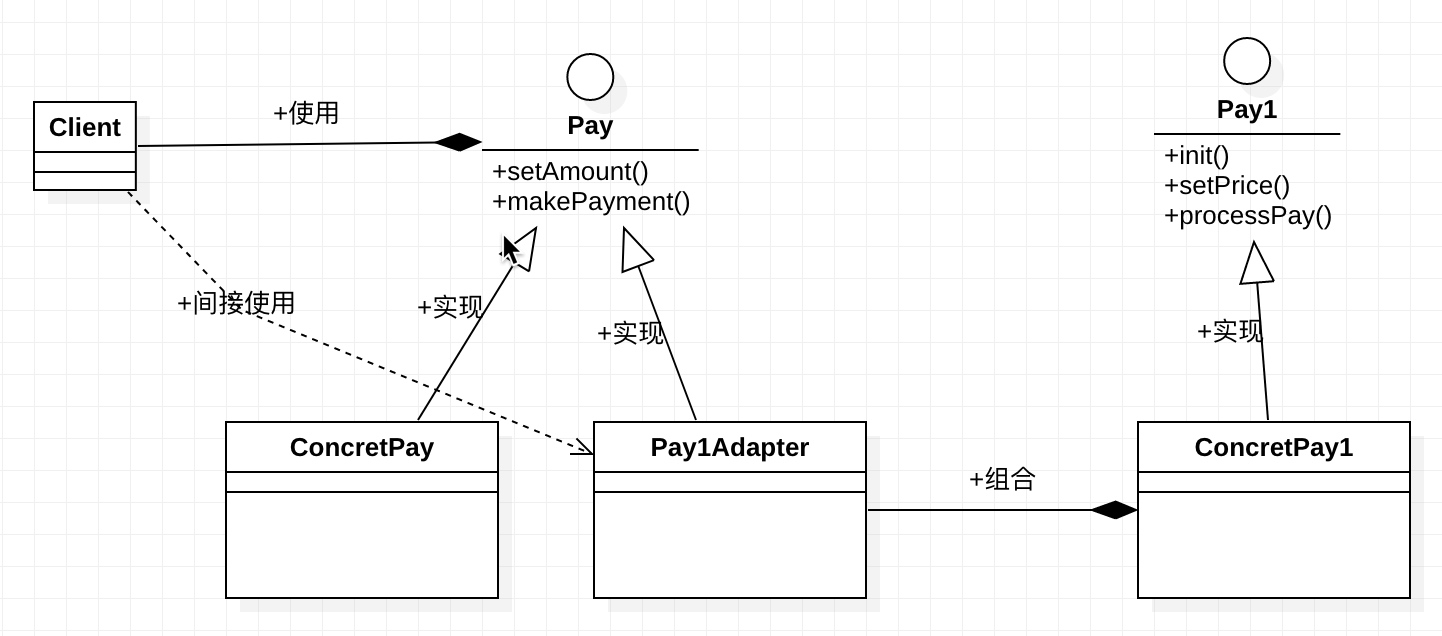 Client
+使用
Pay
+setAmount()
+makePayment()
Pay1
+init()
+setPrice()
+processPay()
+间接使用
+实现
+实现
+实现
ConcretPay
Pay1Adapter
+组合
ConcretPay1